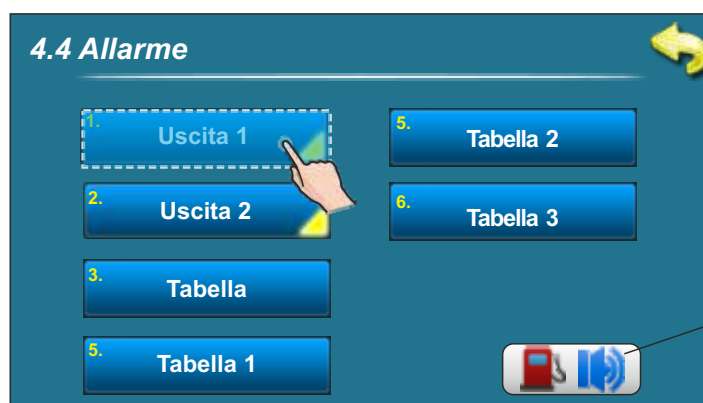 4.4 Allarme
1. Uscita 1
2. Uscita 2
3. Tabella
5. Tabella 1
5. Tabella 2
6. Tabella 3